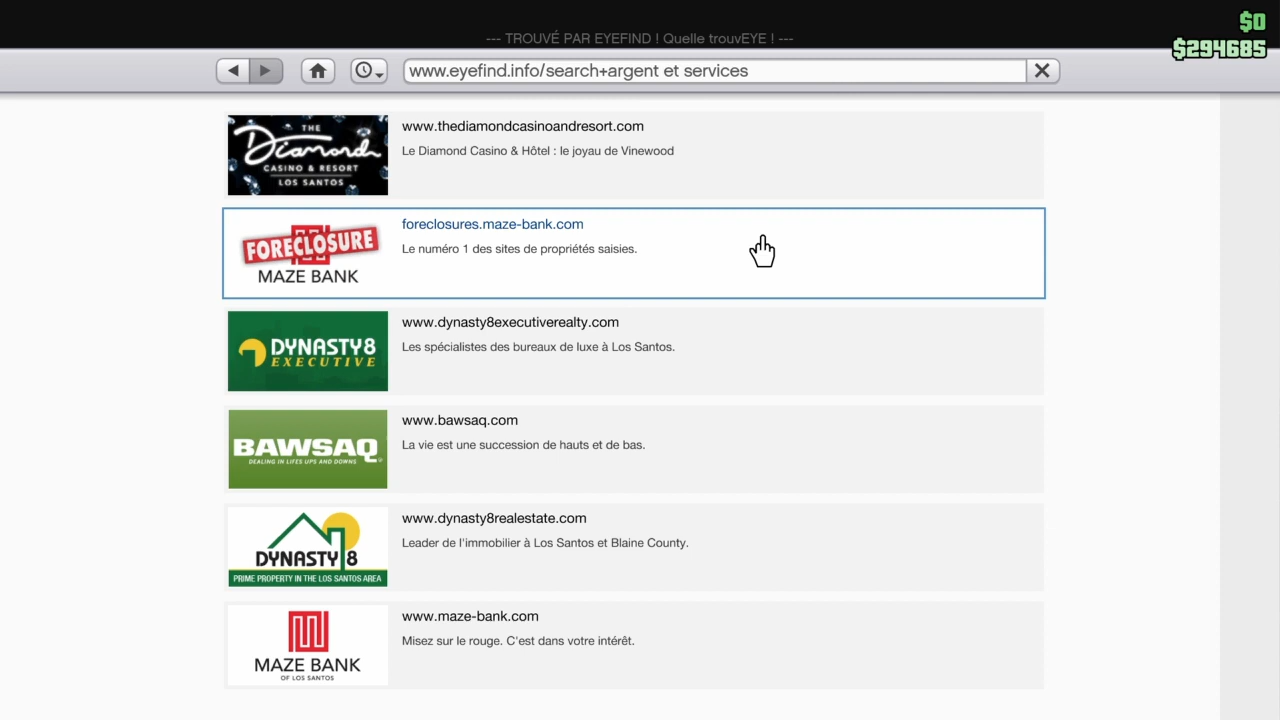 $0
--- TROUVÉ PAR EYEFIND ! Quelle trouvEYE ! ---
$294685
www.eyefind.info/search+argent et services
THE
Diamond
CASINO & RESORT
LOS SANTOS
www.thediamondcasinoandresort.com
Le Diamond Casino & Hôtel : le joyau de Vinewood
FORECLOSURE
MAZE BANK
foreclosures.maze-bank.com
Le numéro 1 des sites de propriétés saisies.
DYNASTY 8
EXECUTIVE
www.dynasty8executiverealty.com
Les spécialistes des bureaux de luxe à Los Santos.
BAWSAQ
DEALING IN LIFES UPS AND DOWNS
www.bawsaq.com
La vie est une succession de hauts et de bas.
DYNASTY 8
PRIME PROPERTY IN THE LOS SANTOS AREA
www.dynasty8realestate.com
Leader de l'immobilier à Los Santos et Blaine County.
MAZE BANK
OF LOS SANTOS
www.maze-bank.com
Misez sur le rouge. C'est dans votre intérêt.